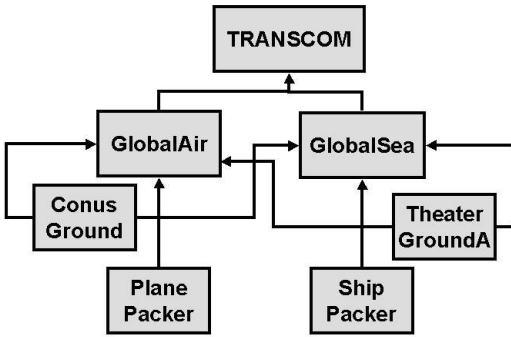 TRANSCOM
GlobalAir
GlobalSea
Conus
Ground
Theater
GroundA
Plane
Packer
Ship
Packer